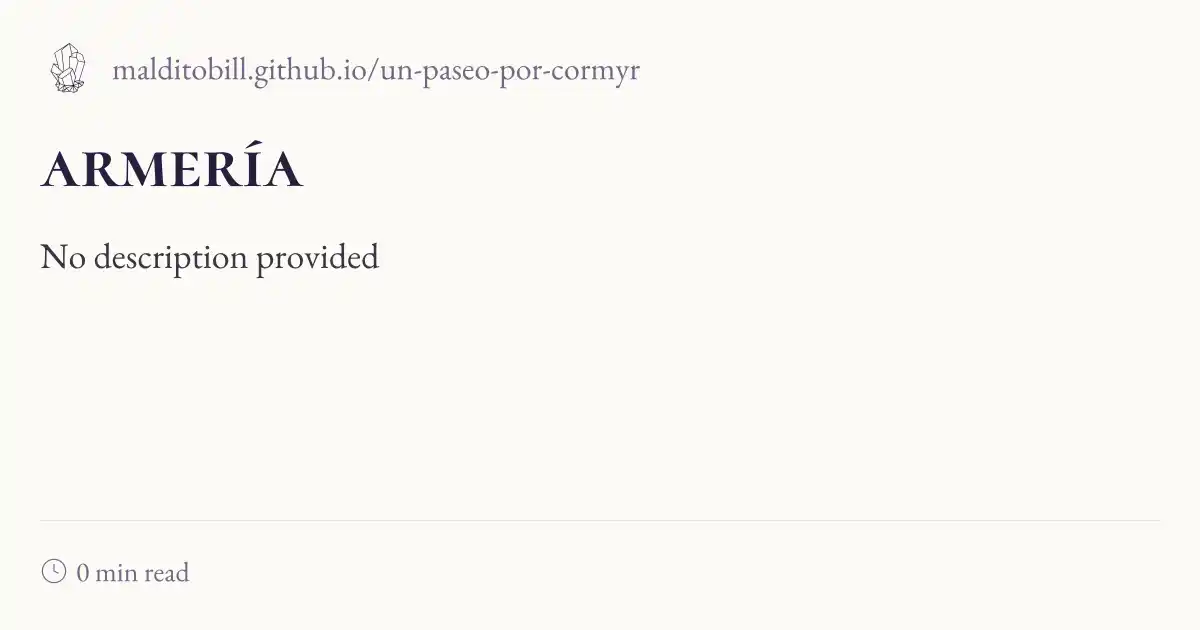 malditobill.github.io/un-paseo-por-cormyr
ARMERÍA
No description provided
0 min read